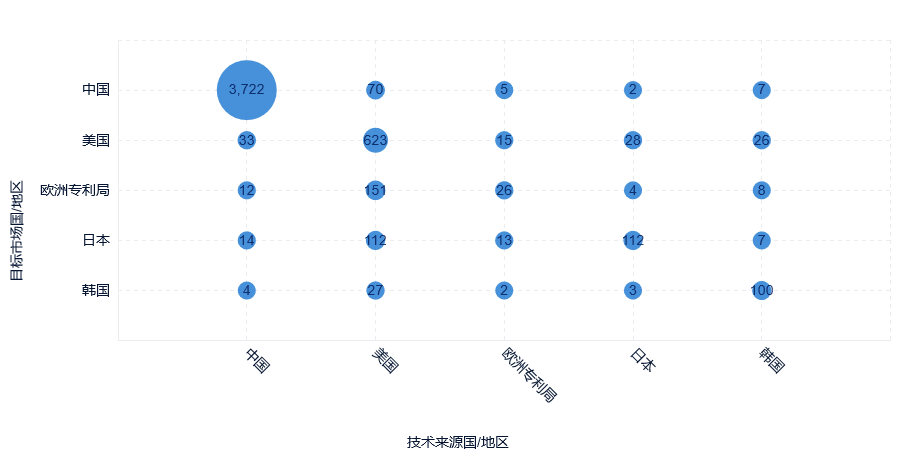 中国 3,722 70 5 2 7
美国 33 623 15 28 26
欧洲专利局 12 151 26 4 8
日本 14 112 13 112 7
韩国 4 27 2 3 100
目标市场国/地区
中国 美国 欧洲专利局 日本 韩国
技术来源国/地区